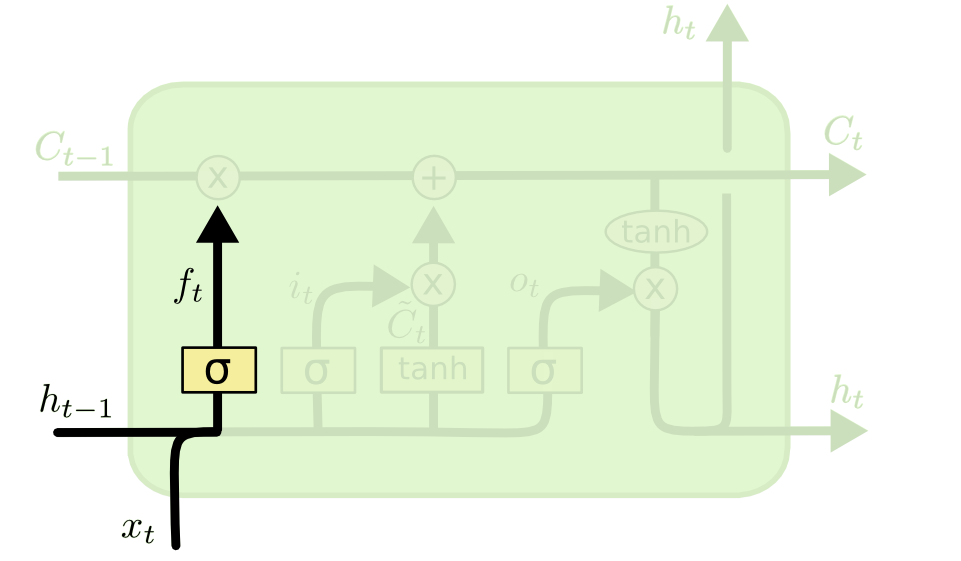 h_t
C_{t-1}
x
+
C_t
tanh
f_t
i_t
x
o_t
x
C̃_t
σ
σ
tanh
σ
h_{t-1}
h_t
x_t